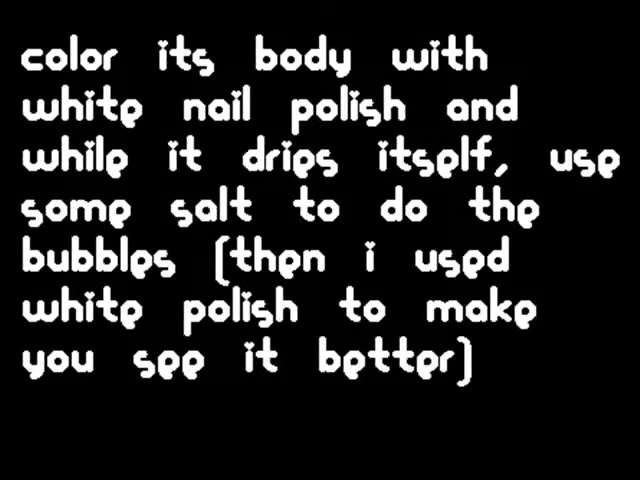 color its body with
white nail polish and
while it dries itself, use
some salt to do the
bubbles (then i used
white polish to make
you see it better)